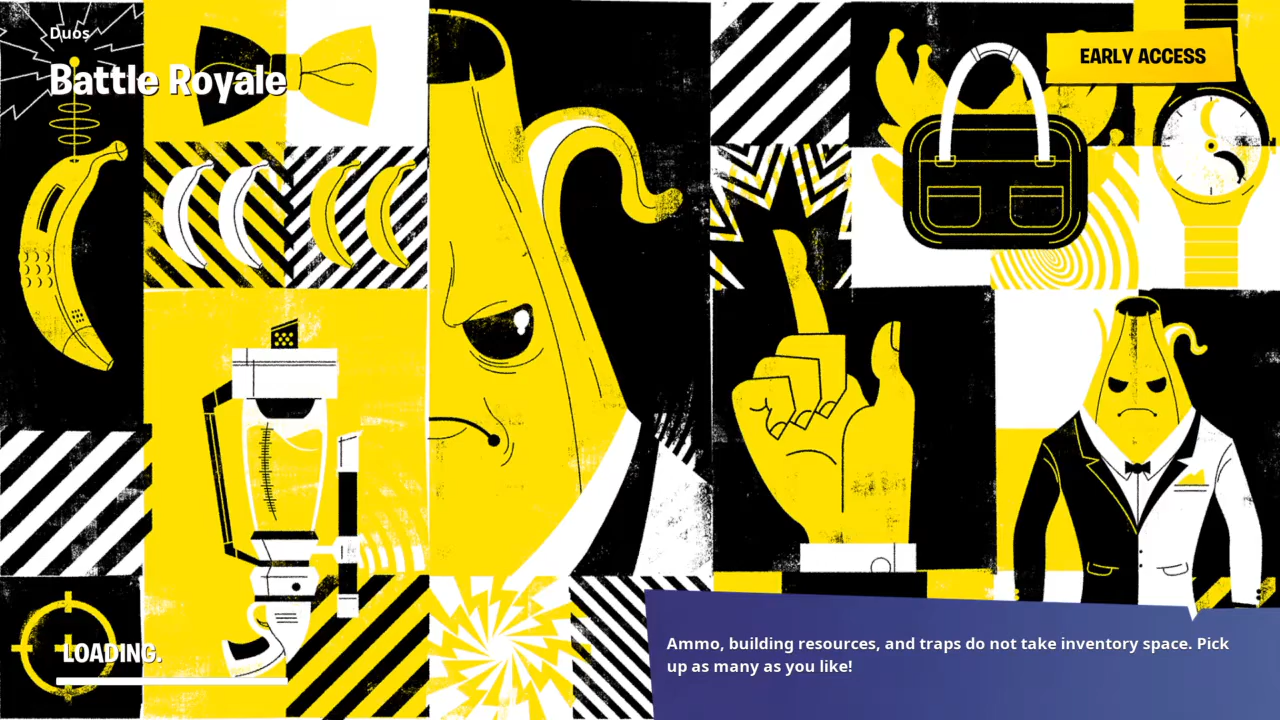 Duos
Battle Royale
EARLY ACCESS
LOADING.
Ammo, building resources, and traps do not take inventory space. Pick
up as many as you like!